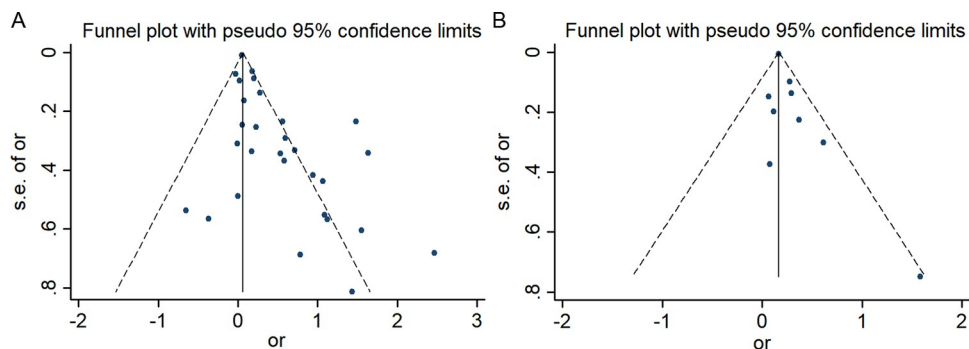 A
Funnel plot with pseudo 95% confidence limits
0
.2
.4
.6
.8
s.e. of or
-2
-1
0
1
2
3
or
B
Funnel plot with pseudo 95% confidence limits
0
.2
.4
.6
.8
s.e. of or
-2
-1
0
1
2
or